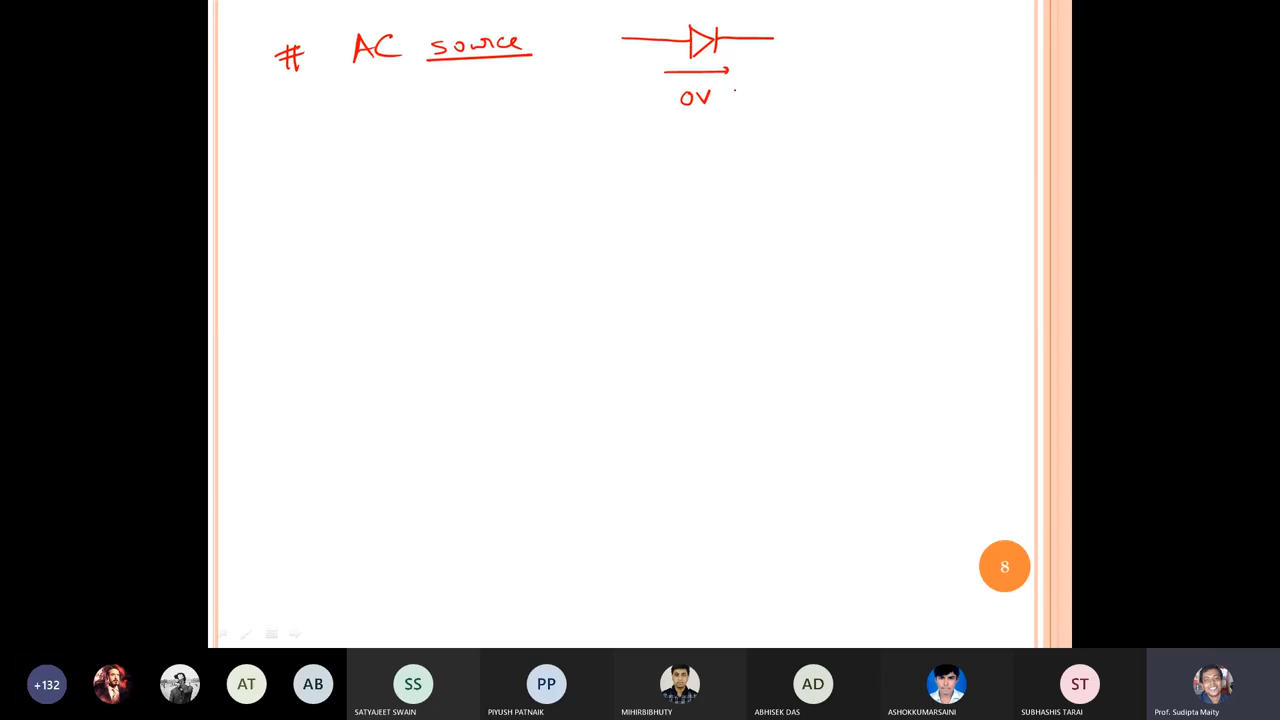 # AC source
0V
8
+132
AT
AB
SS
SATYAJEET SWAIN
PP
PIYUSH PATNAIK
MIHIRBIBHUTY
AD
ABHISEK DAS
ASHOKKUMARSAINI
ST
SUBHASHIS TARAI
Prof. Sudipta Maity